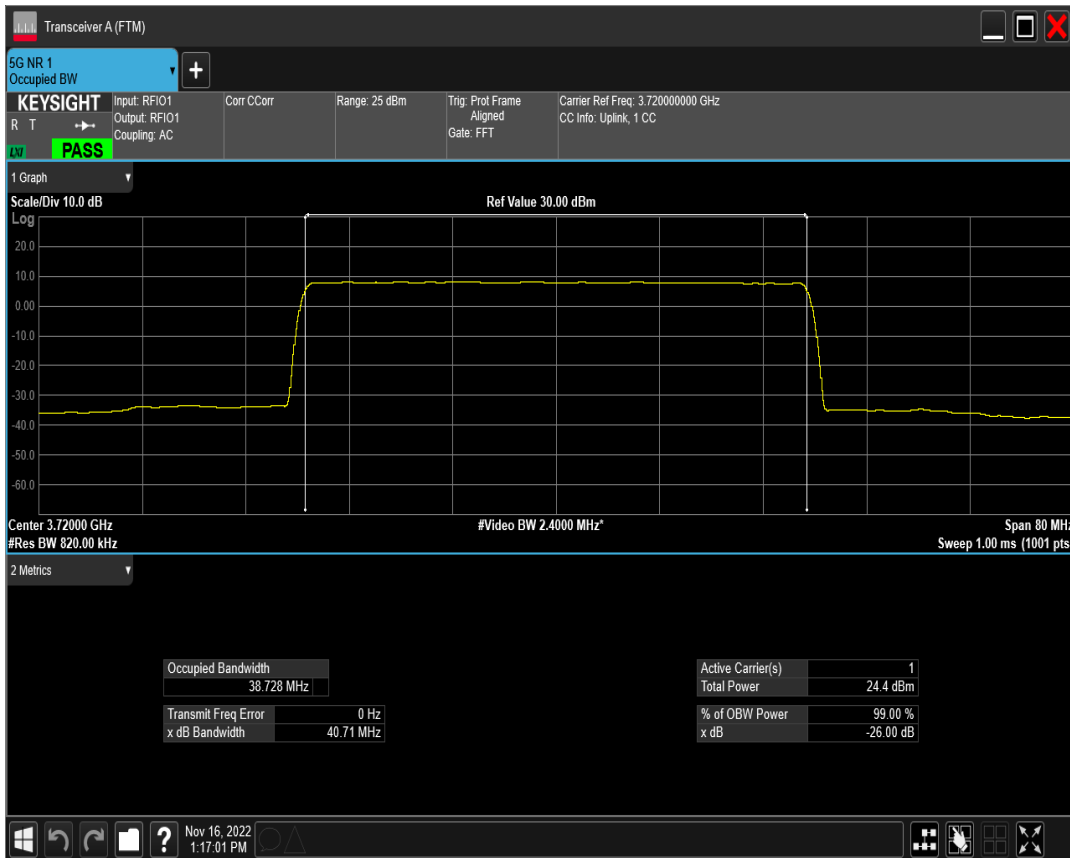 Transceiver A (FTM)
5G NR 1
Occupied BW
+
KEYSIGHT
R T
LXI
PASS
Input: RFIO1
Output: RFIO1
Coupling: AC
Corr CCorr
Range: 25 dBm
Trig: Prot Frame
Aligned
Gate: FFT
Carrier Ref Freq: 3.720000000 GHz
CC Info: Uplink, 1 CC
1 Graph
Scale/Div 10.0 dB
Ref Value 30.00 dBm
Log
20.0
10.0
0.00
-10.0
-20.0
-30.0
-40.0
-50.0
-60.0
Center 3.72000 GHz
#Video BW 2.4000 MHz*
Span 80 MHz
#Res BW 820.00 kHz
Sweep 1.00 ms (1001 pts
2 Metrics
Occupied Bandwidth
38.728 MHz
Transmit Freq Error 0 Hz
x dB Bandwidth 40.71 MHz
Active Carrier(s) 1
Total Power 24.4 dBm
% of OBW Power 99.00 %
x dB -26.00 dB
?
Nov 16, 2022
1:17:01 PM